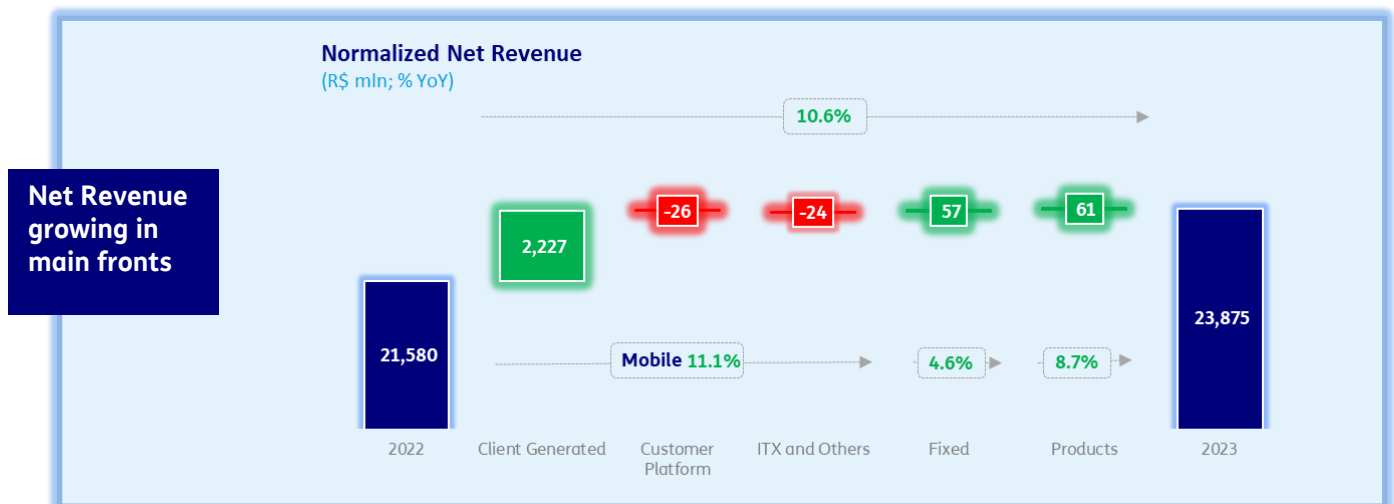 Normalized Net Revenue
(R$ mln; % YoY)
10.6%
Net Revenue
growing in
main fronts
2,227
-26
-24
57
61
21,580
23,875
Mobile 11.1%
4.6%
8.7%
2022
Client Generated
Customer
Platform
ITX and Others
Fixed
Products
2023